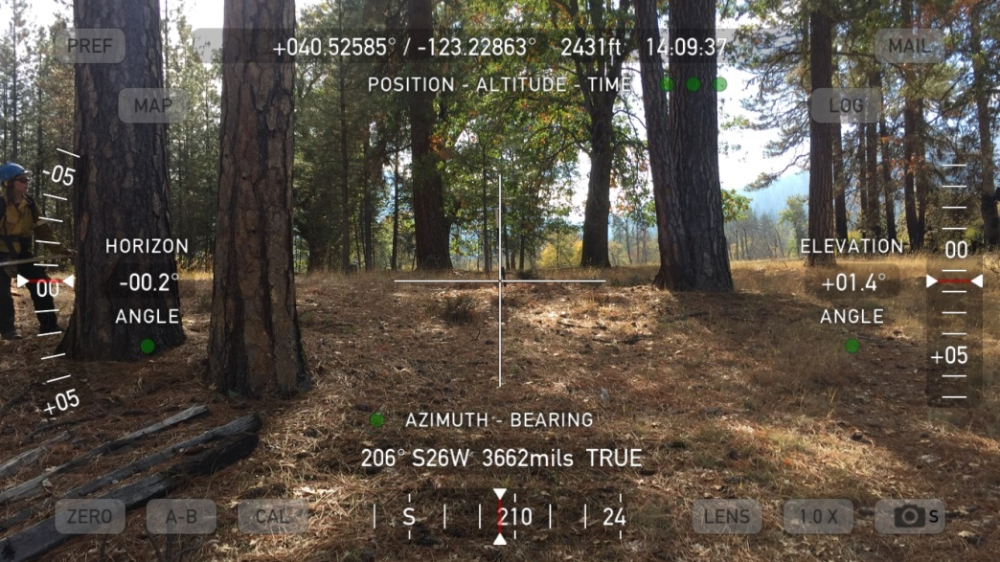 PREF
+040.52585° / -123.22863° 2431ft 14.09.37
MAIL
MAP
POSITION - ALTITUDE - TIME
LOG
-05
HORIZON
-00.2°
ANGLE
00
+05
ELEVATION
+01.4°
ANGLE
00
+05
AZIMUTH - BEARING
206° S26W 3662mils TRUE
ZERO
A-B
CAL
S
210
24
LENS
1.0 X
S